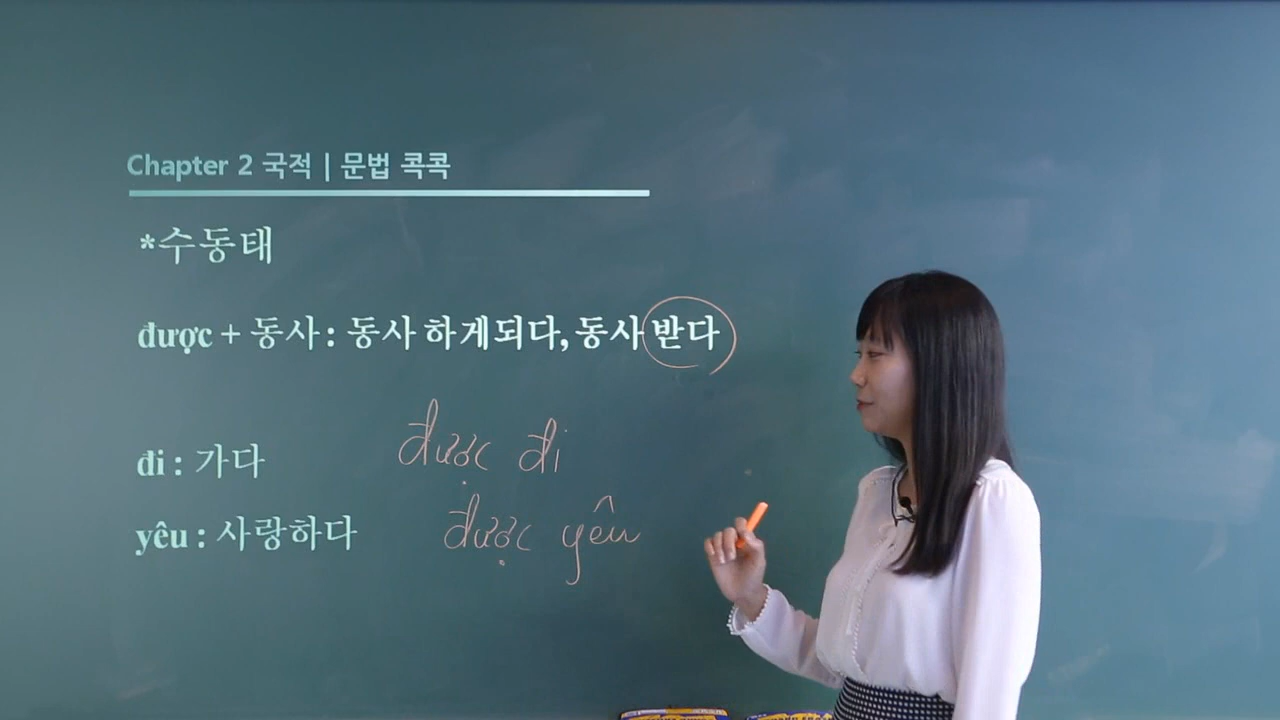 Chapter 2 국적 | 문법 콕콕
*수동태
được + 동사 : 동사 하게되다, 동사 받다
đi : 가다
được đi
yêu : 사랑하다
được yêu